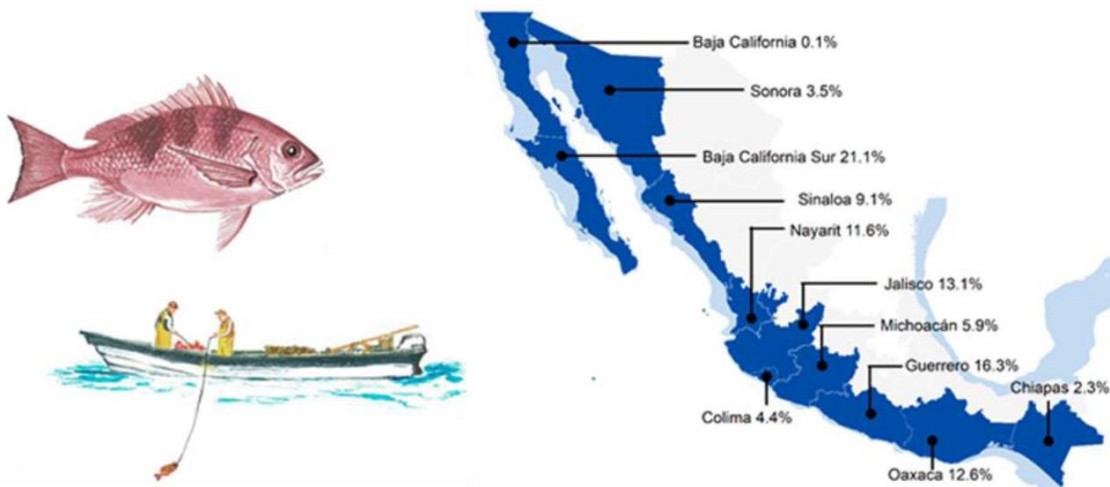 Baja California 0.1%
Sonora 3.5%
Baja California Sur 21.1%
Sinaloa 9.1%
Nayarit 11.6%
Jalisco 13.1%
Michoacán 5.9%
Guerrero 16.3%
Chiapas 2.3%
Colima 4.4%
Oaxaca 12.6%